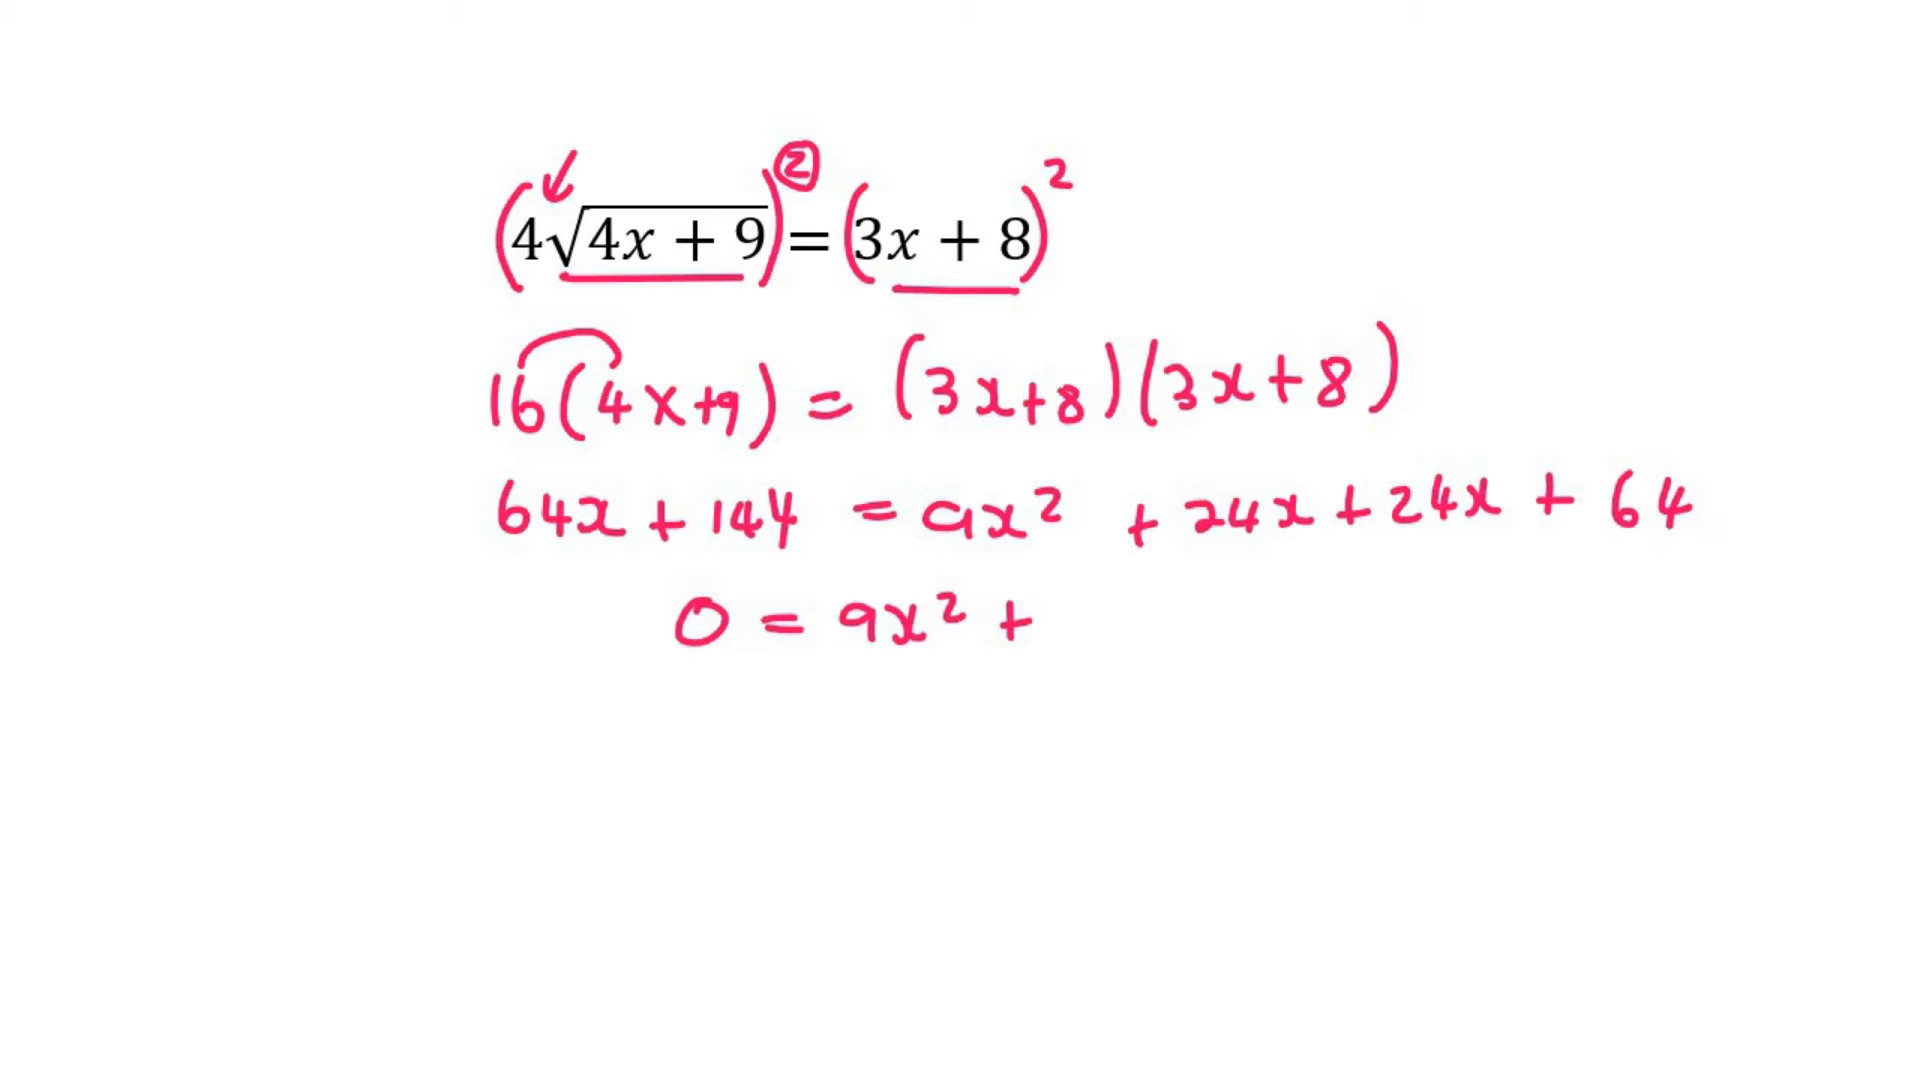 (4√(4x + 9))² = (3x + 8)²
16(4x+9) = (3x+8)(3x+8)
64x + 144 = 9x² + 24x + 24x + 64
0 = 9x² +